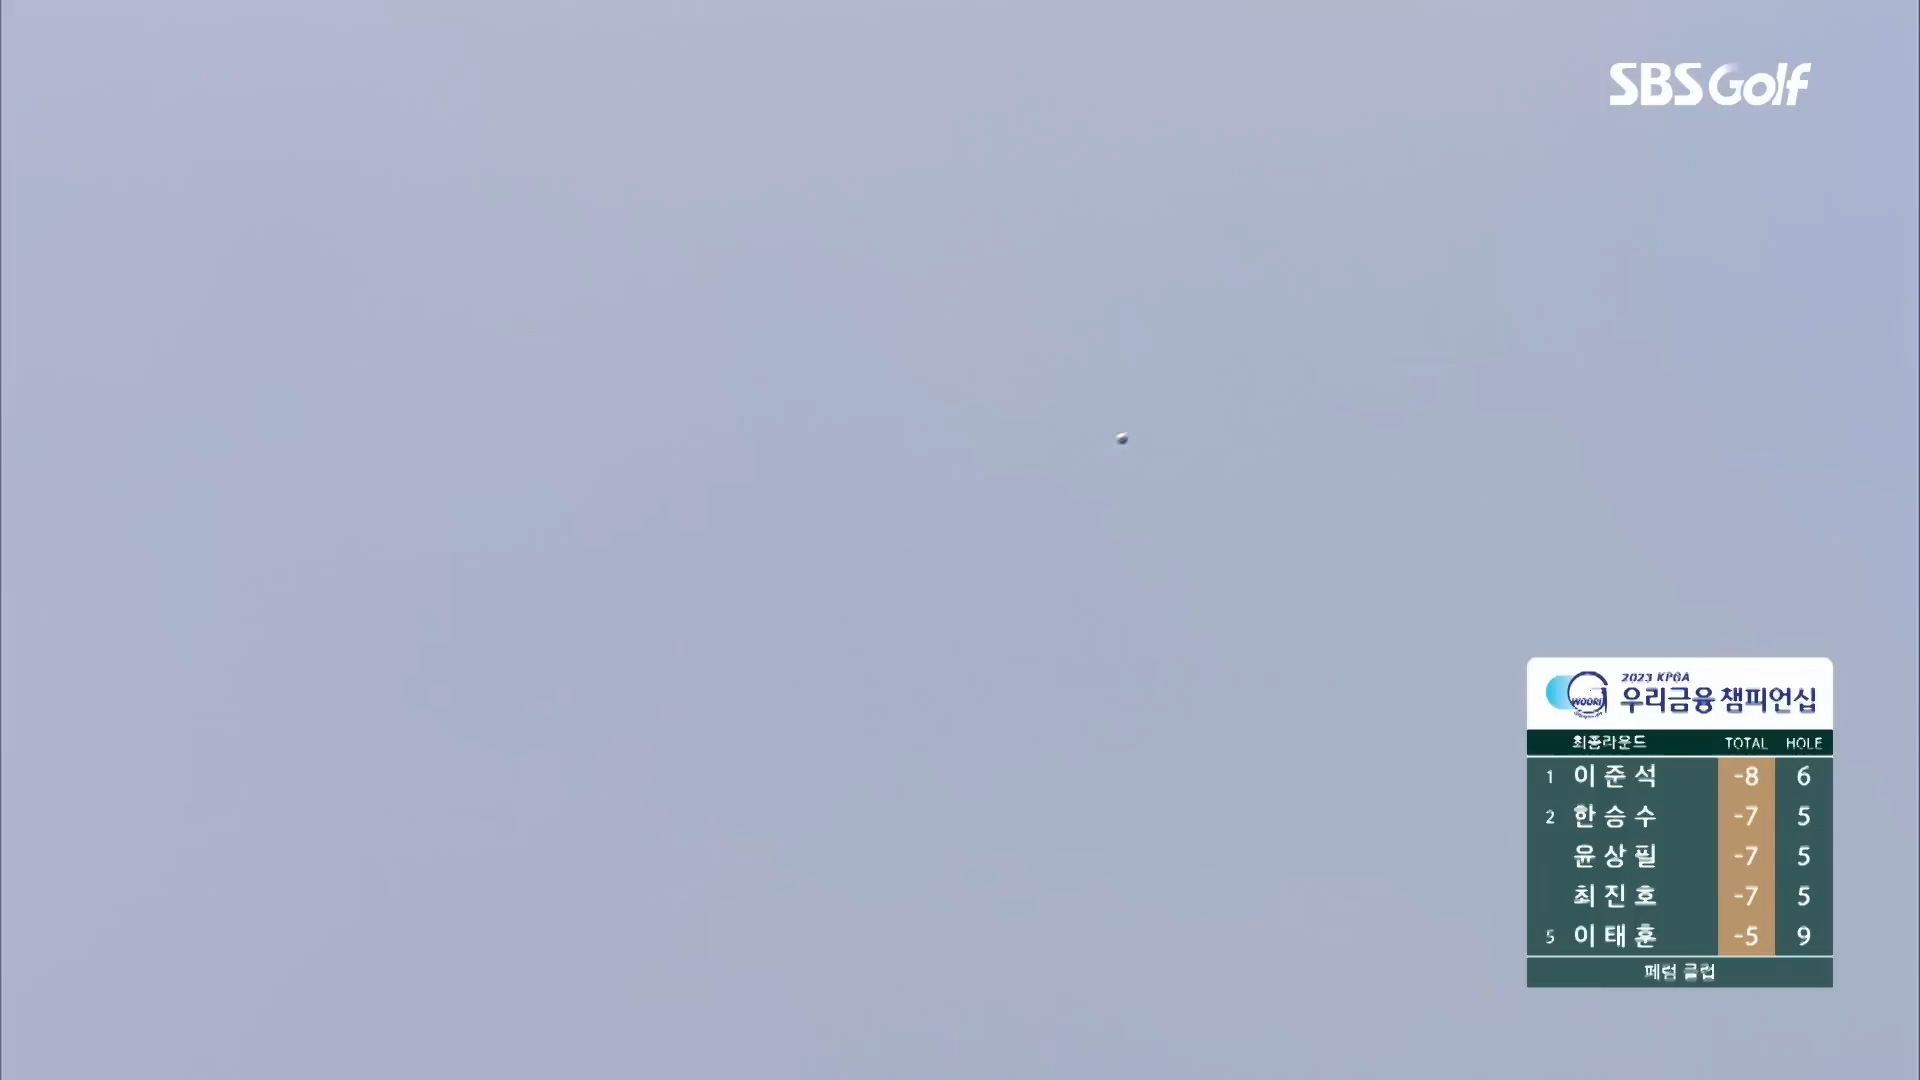 SBS Golf
2023 KPGA
WOORI
우리금융 챔피언십
최종라운드 TOTAL HOLE
1 이준석 -8 6
2 한승수 -7 5
윤상필 -7 5
최진호 -7 5
5 이태훈 -5 9
페럼 클럽